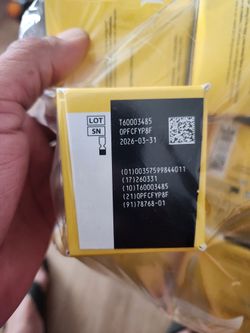 LOT T60003485
SN 0PFCFYP8F
2026-03-31
(01)00357599844011
(17)260331
(10)T60003485
(21)0PFCFYP8F
(91)78768-01